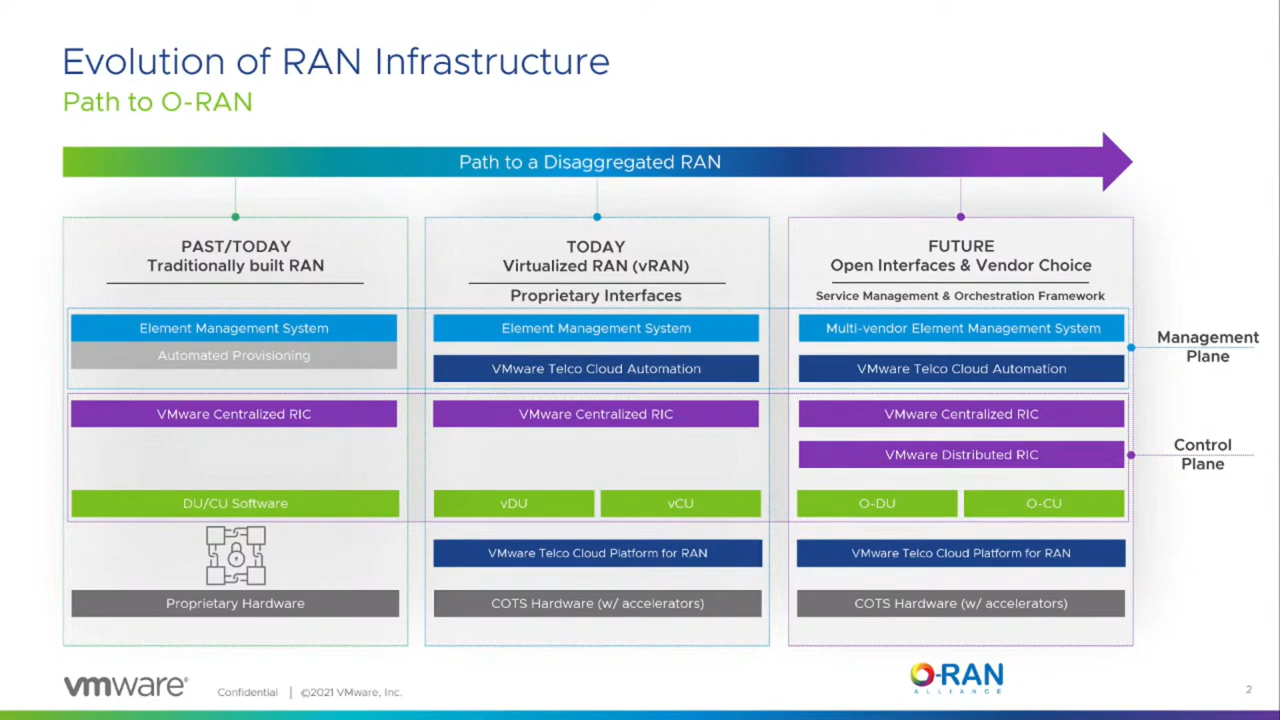 Evolution of RAN Infrastructure
Path to O-RAN
Path to a Disaggregated RAN
PAST/TODAY
Traditionally built RAN
Element Management System
Automated Provisioning
VMware Centralized RIC
DU/CU Software
Proprietary Hardware
TODAY
Virtualized RAN (vRAN)
Proprietary Interfaces
Element Management System
VMware Telco Cloud Automation
VMware Centralized RIC
vDU
vCU
VMware Telco Cloud Platform for RAN
COTS Hardware (w/ accelerators)
FUTURE
Open Interfaces & Vendor Choice
Service Management & Orchestration Framework
Multi-vendor Element Management System
VMware Telco Cloud Automation
VMware Centralized RIC
VMware Distributed RIC
O-DU
O-CU
VMware Telco Cloud Platform for RAN
COTS Hardware (w/ accelerators)
Management
Plane
Control
Plane
vmware®
Confidential | ©2021 VMware, Inc.
O-RAN
ALLIANCE
2